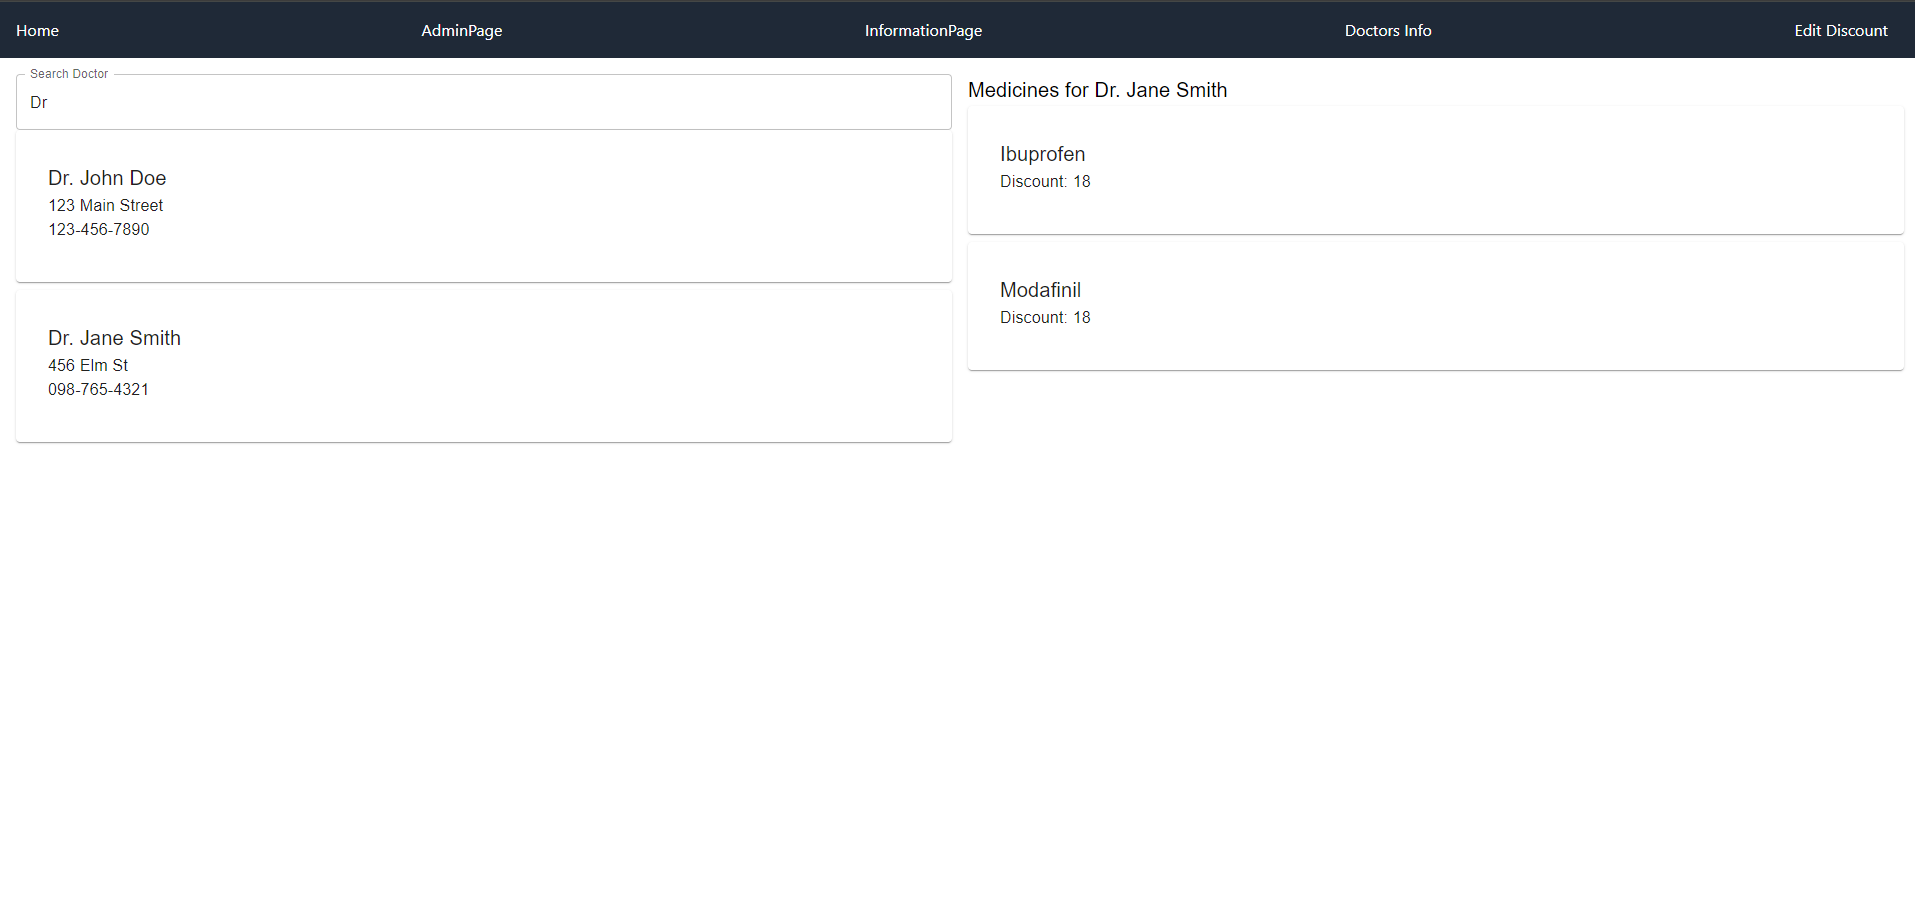 Home
AdminPage
InformationPage
Doctors Info
Edit Discount
Search Doctor
Dr
Dr. John Doe
123 Main Street
123-456-7890
Dr. Jane Smith
456 Elm St
098-765-4321
Medicines for Dr. Jane Smith
Ibuprofen
Discount: 18
Modafinil
Discount: 18